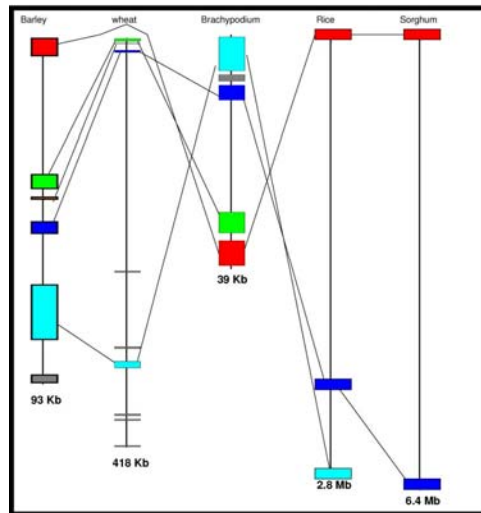 Barley wheat Brachypodium Rice Sorghum
39 Kb
93 Kb
418 Kb
2.8 Mb
6.4 Mb